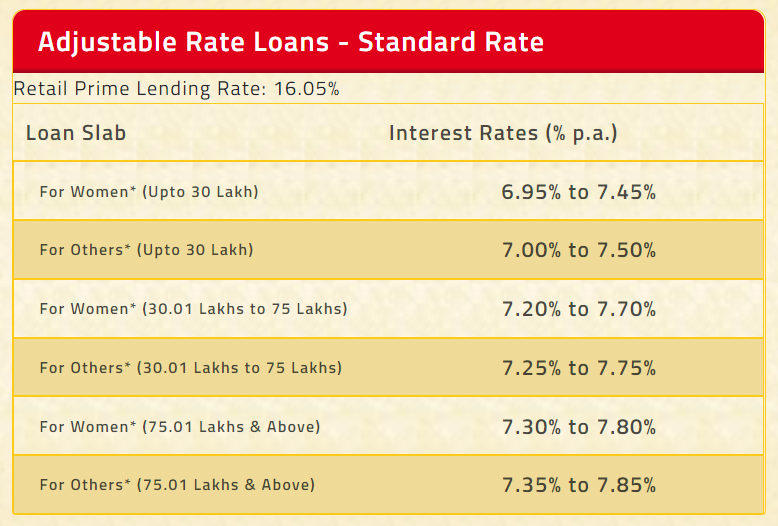 Adjustable Rate Loans - Standard Rate
Retail Prime Lending Rate: 16.05%
Loan Slab Interest Rates (% p.a.)
For Women* (Upto 30 Lakh) 6.95% to 7.45%
For Others* (Upto 30 Lakh) 7.00% to 7.50%
For Women* (30.01 Lakhs to 75 Lakhs) 7.20% to 7.70%
For Others* (30.01 Lakhs to 75 Lakhs) 7.25% to 7.75%
For Women* (75.01 Lakhs & Above) 7.30% to 7.80%
For Others* (75.01 Lakhs & Above) 7.35% to 7.85%